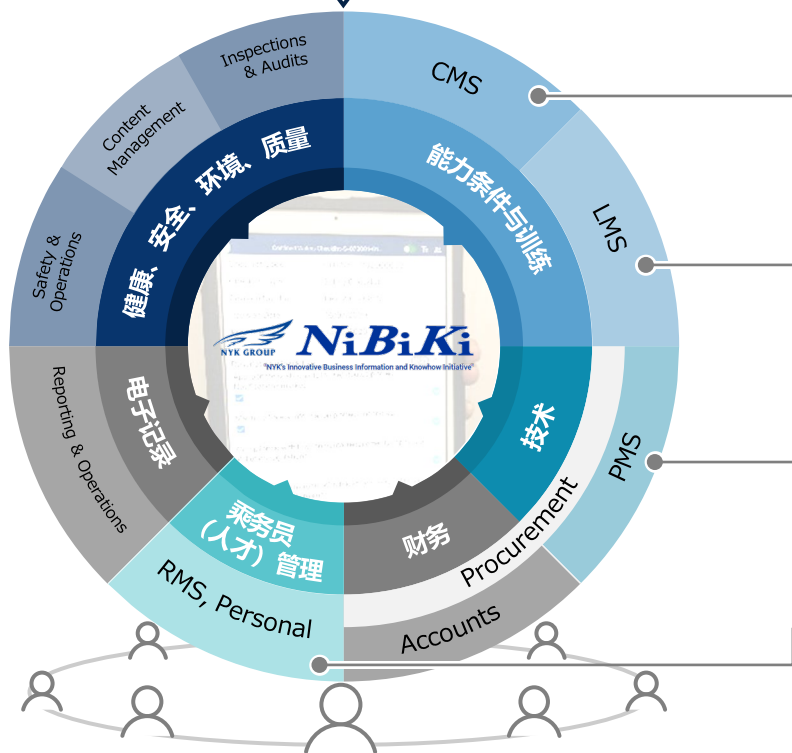 Inspections
& Audits
CMS
Content
Management
LMS
Safety &
Operations
健康、安全、环境、质量
能力条件与训练
NYK GROUP
NiBiKi
"NYK's Innovative Business Information and Knowhow Initiative"
电子记录
技术
Reporting & Operations
PMS
乘务员
（人才）管理
财务
Procurement
RMS, Personal
Accounts